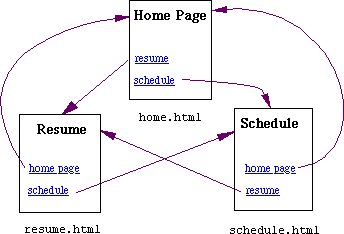 Home Page
resume
schedule
home.html
Resume
home page
schedule
resume.html
Schedule
home page
resume
schedule.html